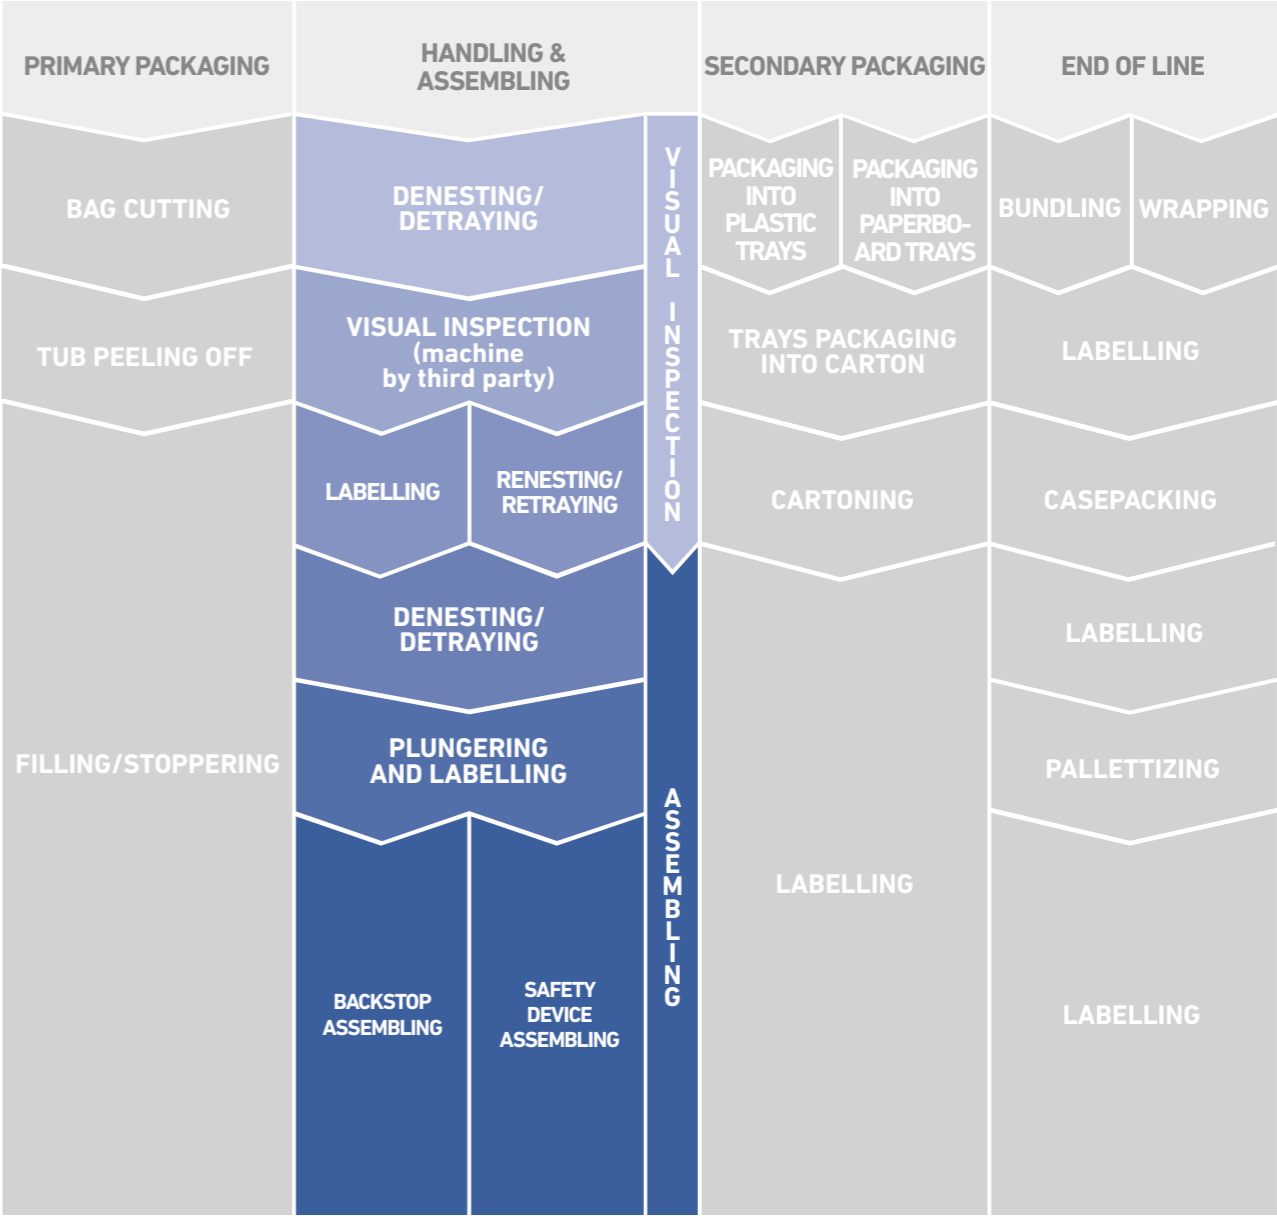 PRIMARY PACKAGING
HANDLING &
ASSEMBLING
SECONDARY PACKAGING
END OF LINE
BAG CUTTING
TUB PEELING OFF
FILLING/STOPPERING
DENESTING/
DETRAYING
VISUAL INSPECTION
(machine
by third party)
LABELLING
RENESTING/
RETRAYING
DENESTING/
DETRAYING
PLUNGERING
AND LABELLING
BACKSTOP
ASSEMBLING
SAFETY
DEVICE
ASSEMBLING
VISUAL INSPECTION
ASSEMBLING
PACKAGING
INTO
PLASTIC
TRAYS
PACKAGING
INTO
PAPERBO-
ARD TRAYS
TRAYS PACKAGING
INTO CARTON
CARTONING
LABELLING
BUNDLING
WRAPPING
LABELLING
CASEPACKING
LABELLING
PALLETTIZING
LABELLING